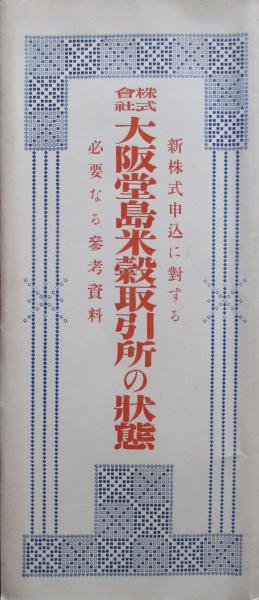 新株式申込に對する
株式會社 大阪堂島米穀取引所の狀態
必要なる參考資料